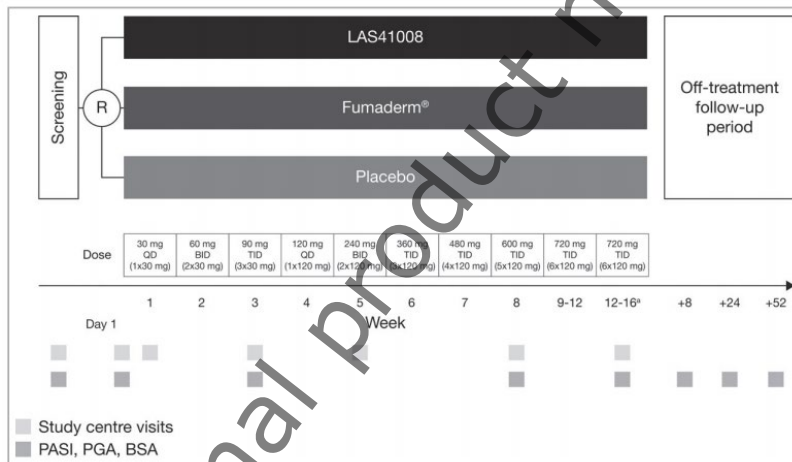 LAS41008
Screening
R
Fumaderm®
Placebo
Off-treatment
follow-up
period
Dose
30 mg
QD
(1x30 mg)
60 mg
BID
(2x30 mg)
90 mg
TID
(3x30 mg)
120 mg
QD
(1x120 mg)
240 mg
BID
(2x120 mg)
360 mg
TID
(3x120 mg)
480 mg
TID
(4x120 mg)
600 mg
TID
(5x120 mg)
720 mg
TID
(6x120 mg)
720 mg
TID
(6x120 mg)
1 2 3 4 5 6 7 8 9-12 12-16ª +8 +24 +52
Day 1
Week
Study centre visits
PASI, PGA, BSA
nal product n